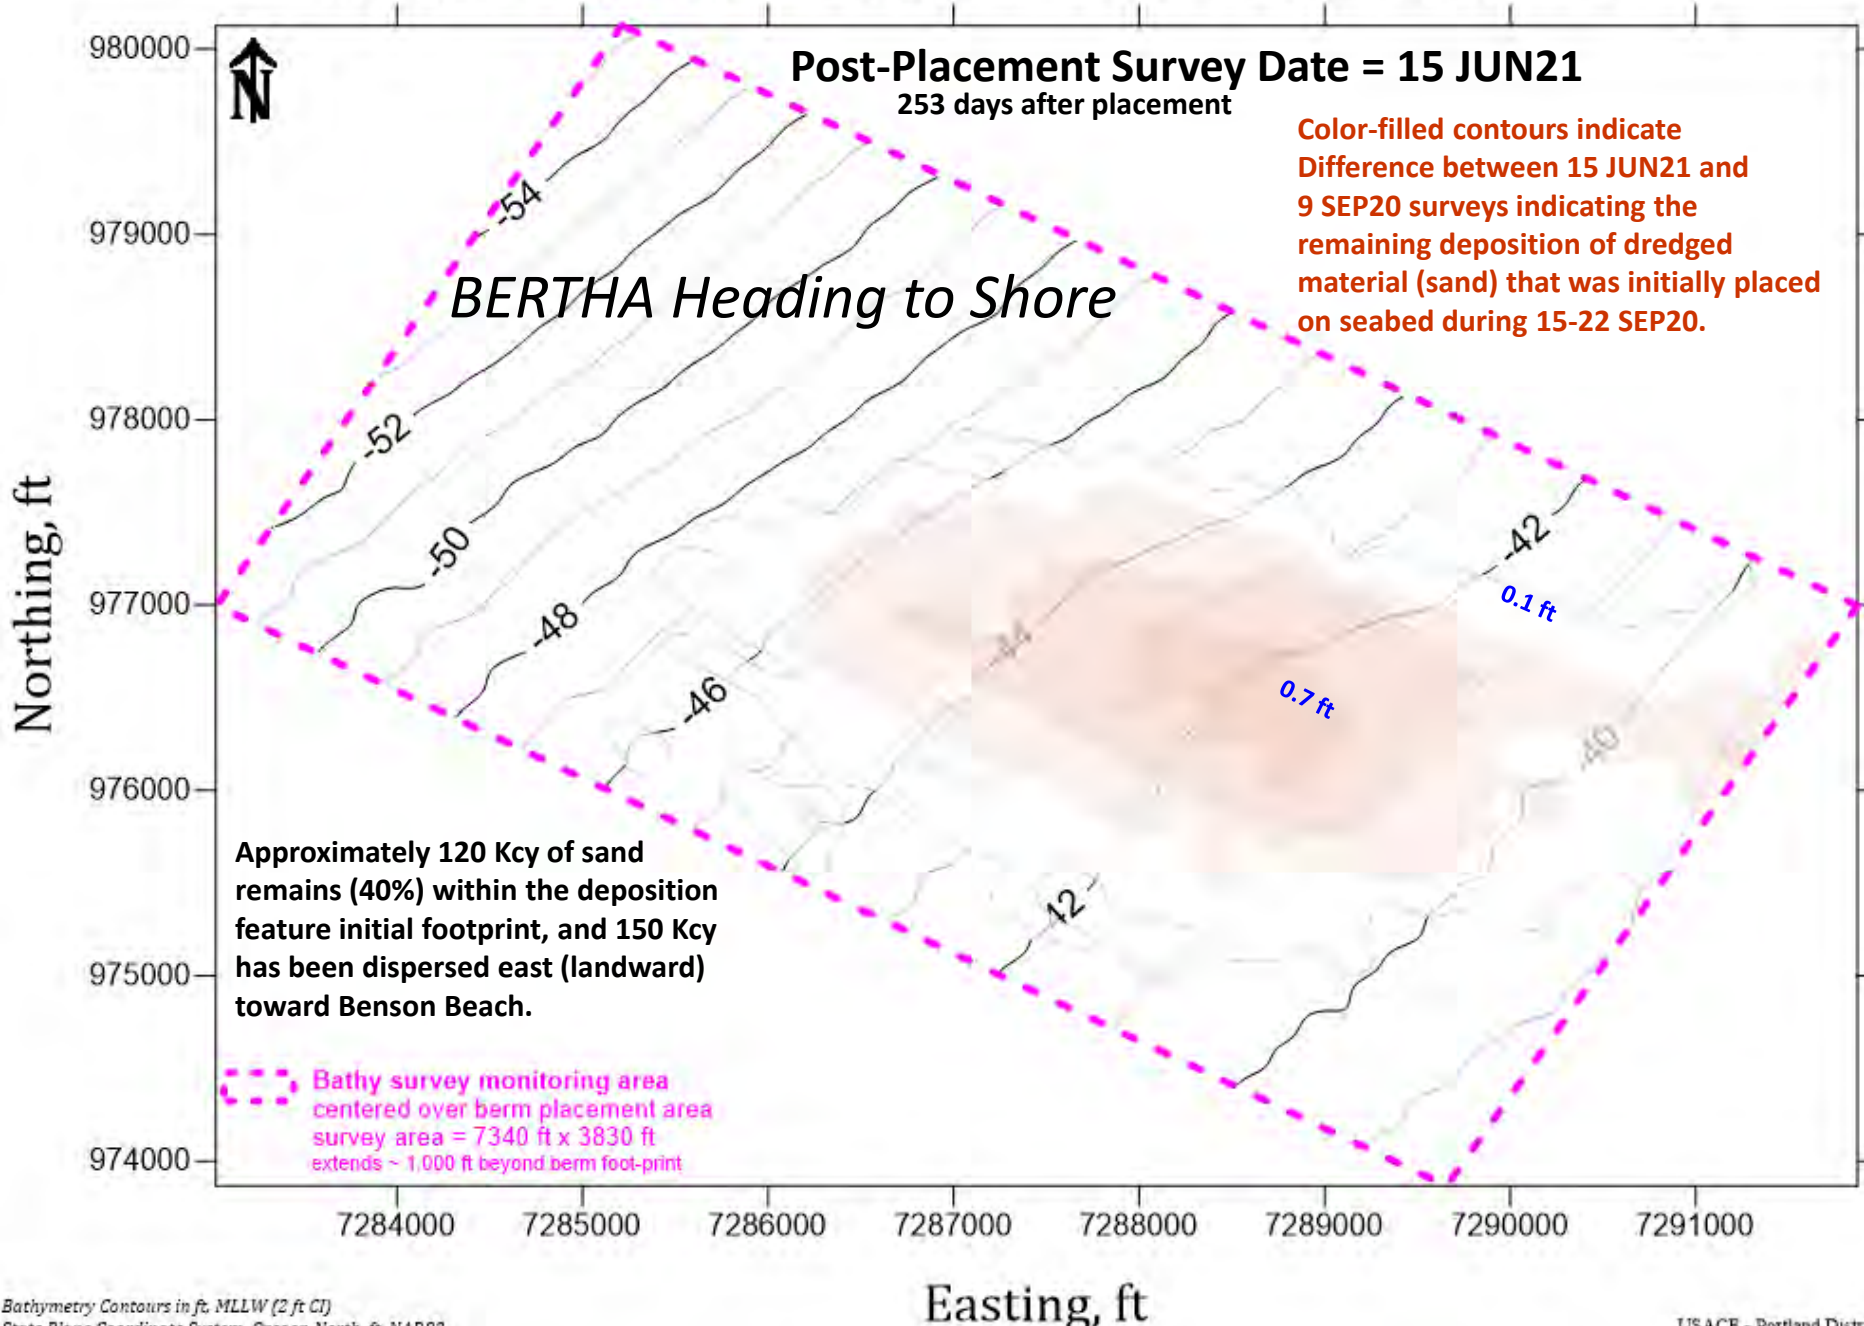 Post-Placement Survey Date = 15 JUN21
253 days after placement
Color-filled contours indicate
Difference between 15 JUN21 and
9 SEP20 surveys indicating the
remaining deposition of dredged
material (sand) that was initially placed
on seabed during 15-22 SEP20.
N
BERTHA Heading to Shore
980000
979000
978000
977000
976000
975000
974000
Northing, ft
-54
-52
-50
-48
-46
-44
-42
-40
12
0.1 ft
0.7 ft
Approximately 120 Kcy of sand
remains (40%) within the deposition
feature initial footprint, and 150 Kcy
has been dispersed east (landward)
toward Benson Beach.
Bathy survey monitoring area
centered over berm placement area
survey area = 7340 ft x 3830 ft
extends ~ 1,000 ft beyond berm foot-print
7284000 7285000 7286000 7287000 7288000 7289000 7290000 7291000
Easting, ft
Bathymetry Contours in ft, MLLW (2 ft CI)